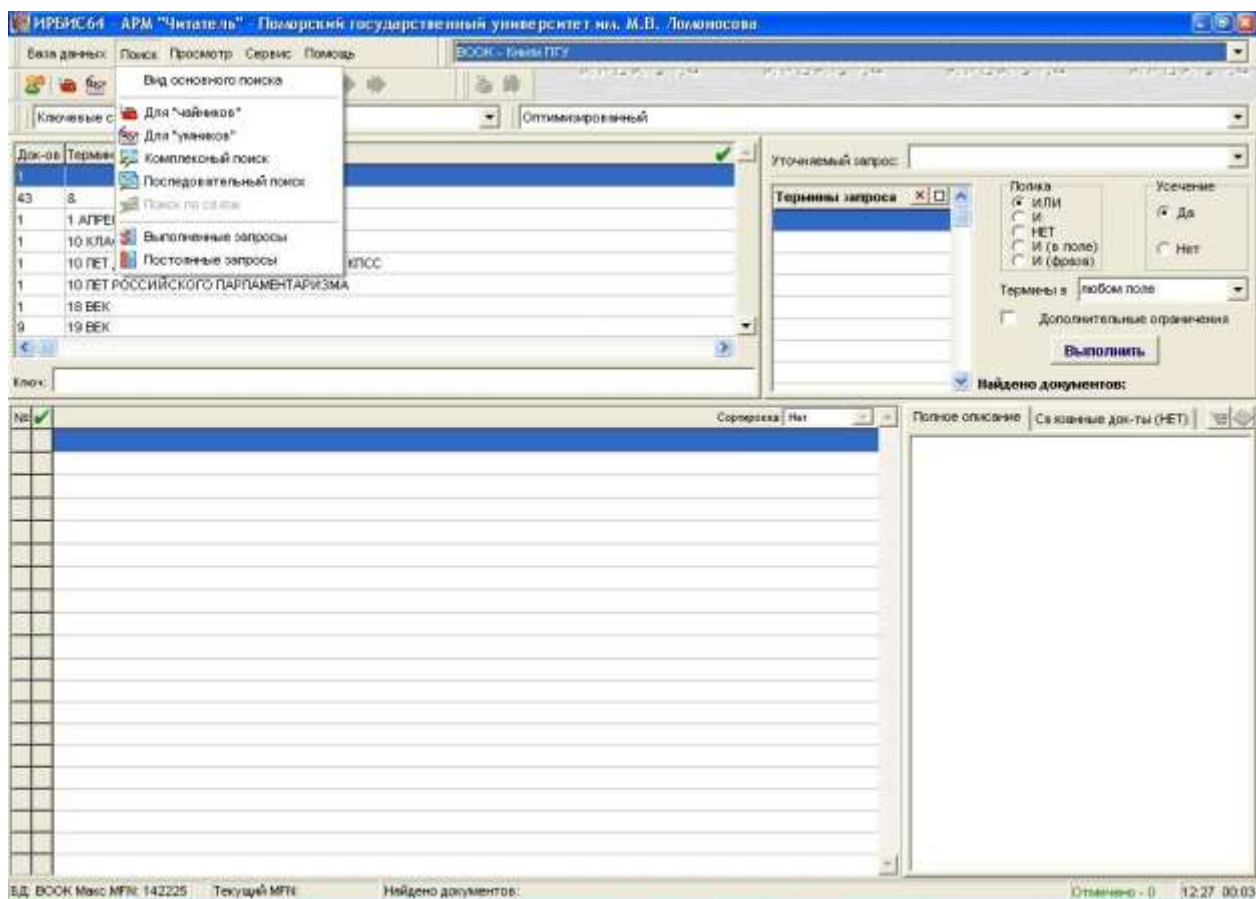 ИРБИС64 - АРМ "Читатель" - Поморский государственный университет им. М.В. Ломоносова
База данных Поиск Просмотр Сервис Помощь
BOOK - Книги ПГУ
Вид основного поиска
Для "чайников"
Для "умников"
Комплексный поиск
Последовательный поиск
Поиск по связи
Выполненные запросы
Постоянные запросы
Ключевые с
Оптимизированный
Док-ов Термин
1
43 &
1 1 АПРЕ
1 10 КЛА
1 10 ЛЕТ КПСС
1 10 ЛЕТ РОССИЙСКОГО ПАРЛАМЕНТАРИЗМА
1 18 ВЕК
9 19 ВЕК
Ключ:
Уточняемый запрос:
Термины запроса
Логика
ИЛИ
И
НЕТ
И (в поле)
И (фраза)
Усечение
Да
Нет
Термины в любом поле
Дополнительные ограничения
Выполнить
Найдено документов:
№ Сортировка Нет
Полное описание Связанные док-ты (НЕТ)
БД: BOOK Макс MFN: 142225 Текущий MFN: Найдено документов: Отмечено - 0 12:27 00:03